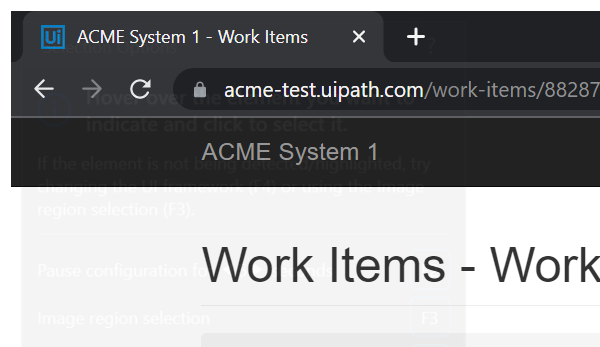 Ui ACME System 1 - Work Items
acme-test.uipath.com/work-items/88287
Hover over the element you want to
indicate and click to select it.
ACME System 1
If the element is not being detected/highlighted, try
changing the UI framework (F4) or using the image
region selection (F3).
Work Items - Work
Pause configuration for
Image region selection F3